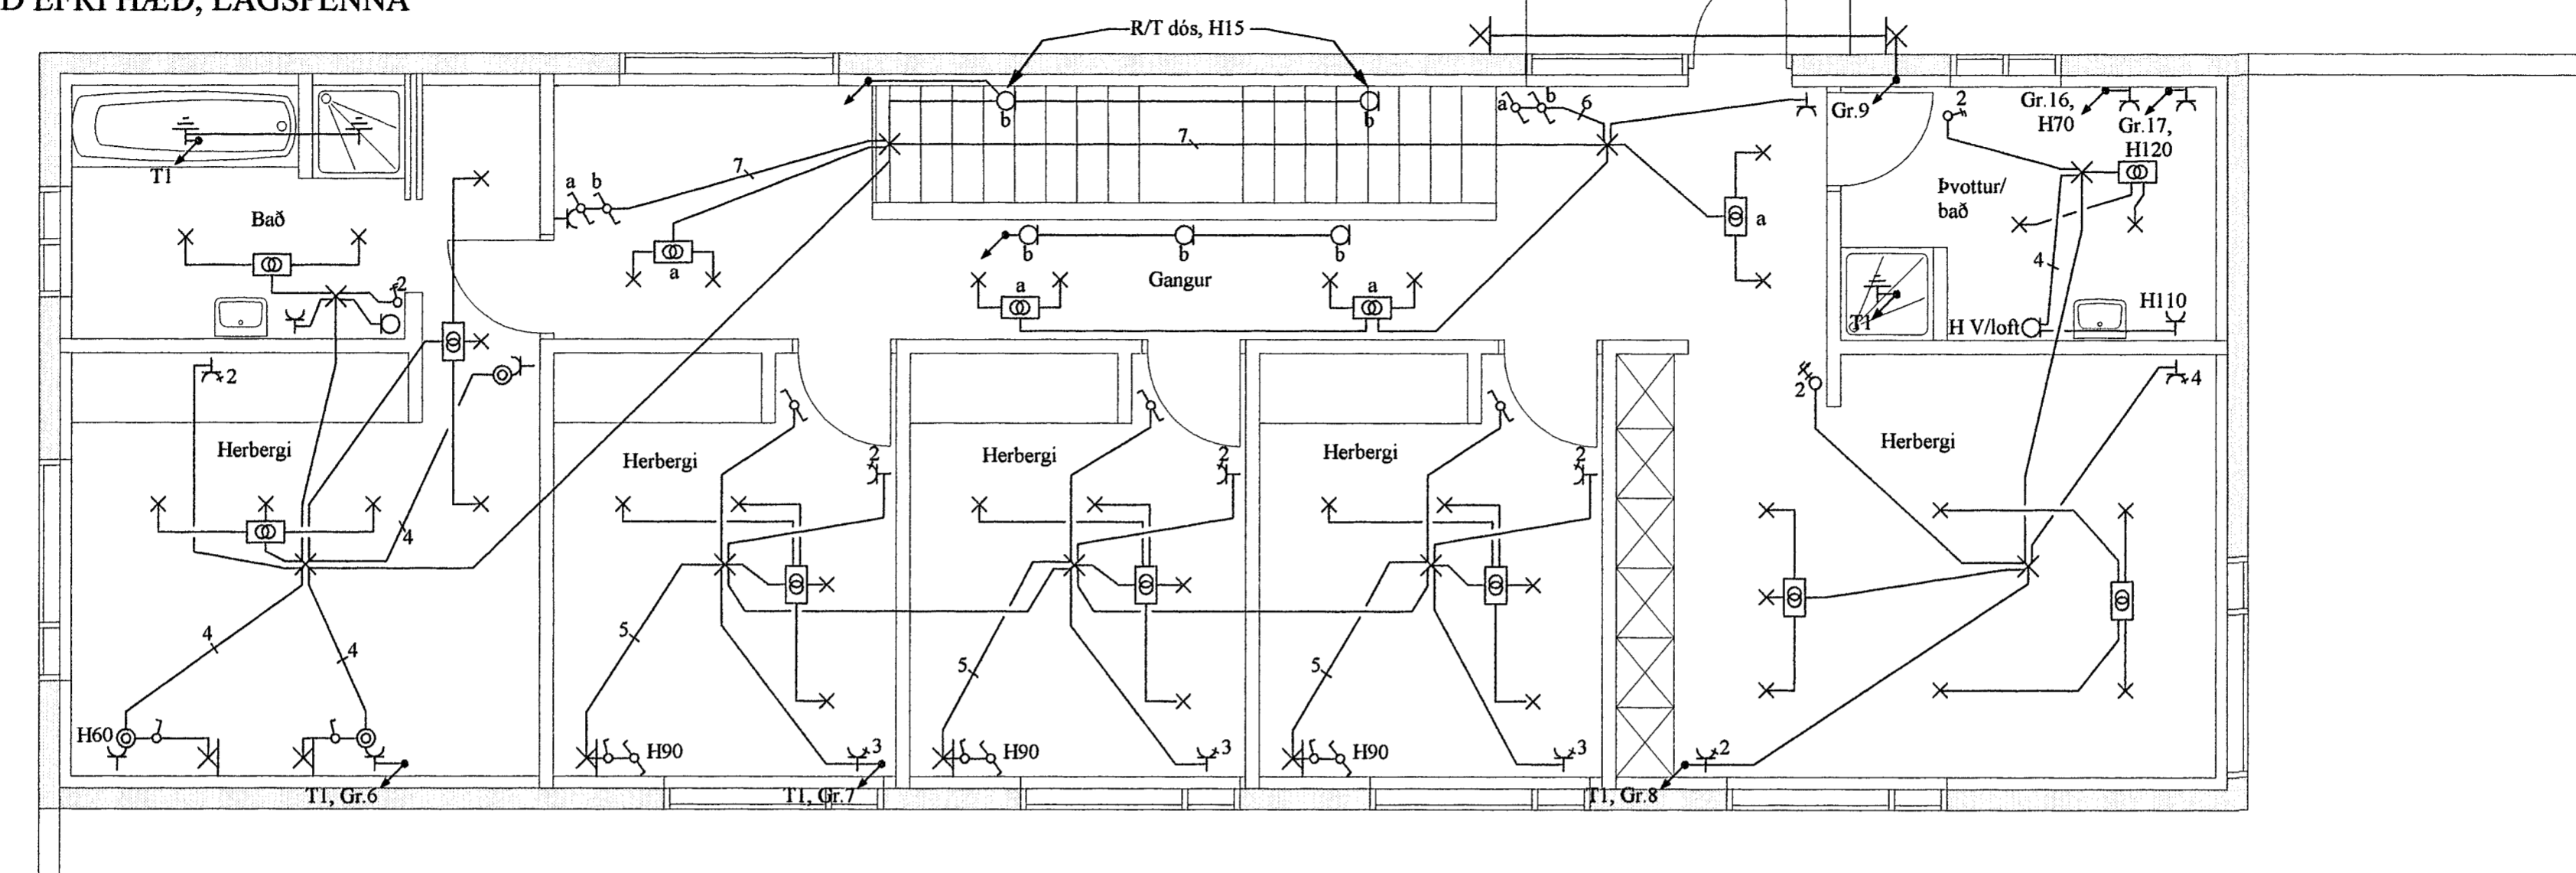 EFRI HÆÐ, LÁGSPENNA
R/T dós, H15
b
b
7
7
a b
a b
6
Gr.9
2
Gr.16,
H70
Gr.17,
H120
T1
Bað
a
a
Þvottur/
bað
b
b
b
Gangur
a
a
4
2
T1
H V/loft
H110
2
2
4
Herbergi
Herbergi
2
Herbergi
2
Herbergi
2
Herbergi
4
4
4
5
5
5
H60
H90
3
H90
3
H90
3
2
T1, Gr.6
T1, Gr.7
T1, Gr.8